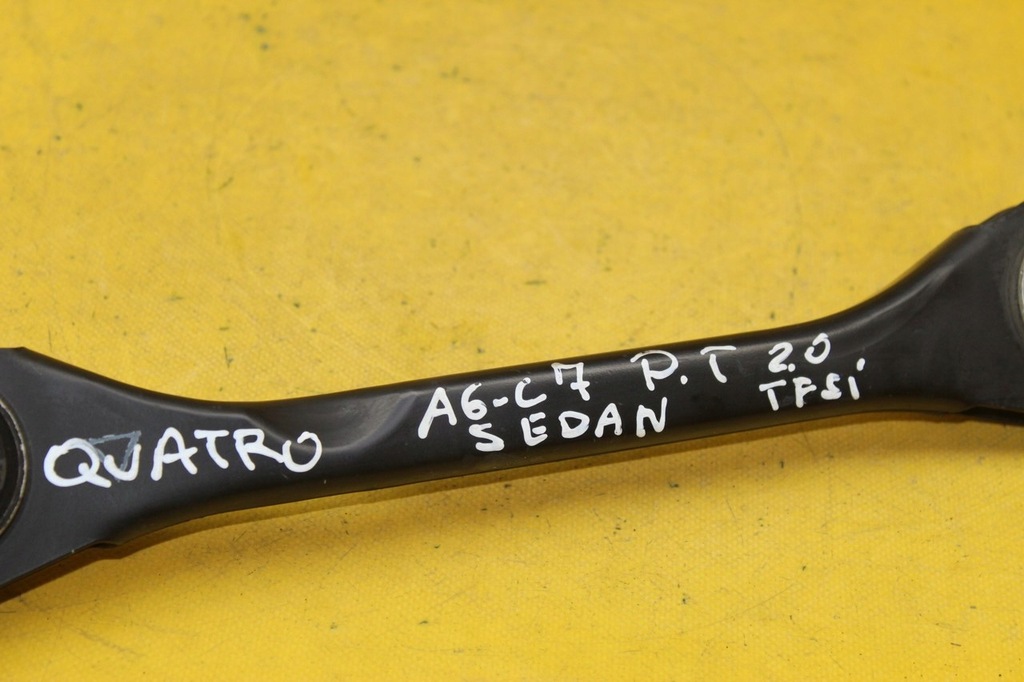 QUATRO
A6-C7 P.T 2.0
SEDAN TFSi